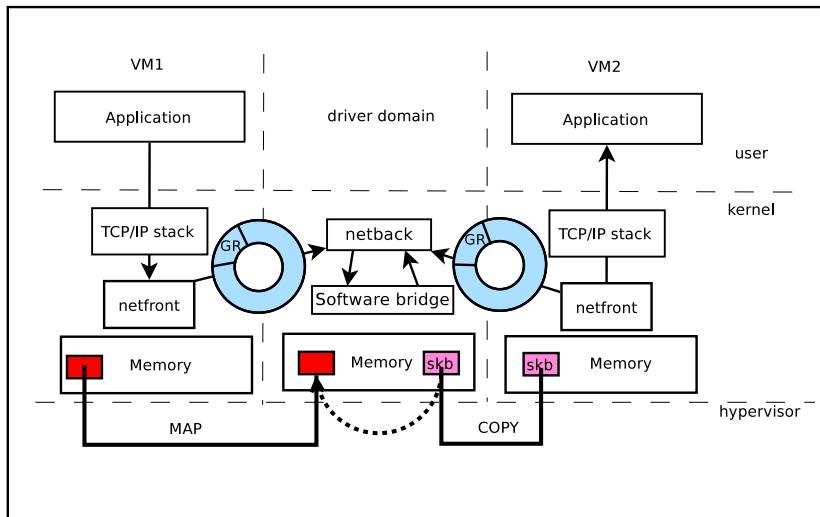 VM1
VM2
driver domain
Application
Application
user
kernel
TCP/IP stack
GR
netback
GR
TCP/IP stack
netfront
Software bridge
netfront
Memory
Memory
skb
skb
Memory
hypervisor
MAP
COPY